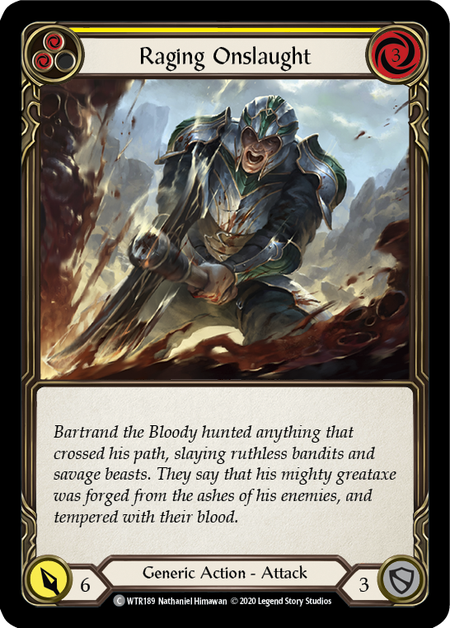 Raging Onslaught
3
Bartrand the Bloody hunted anything that
crossed his path, slaying ruthless bandits and
savage beasts. They say that his mighty greataxe
was forged from the ashes of his enemies, and
tempered with their blood.
6
Generic Action - Attack
3
C WTR189 Nathaniel Himawan © 2020 Legend Story Studios